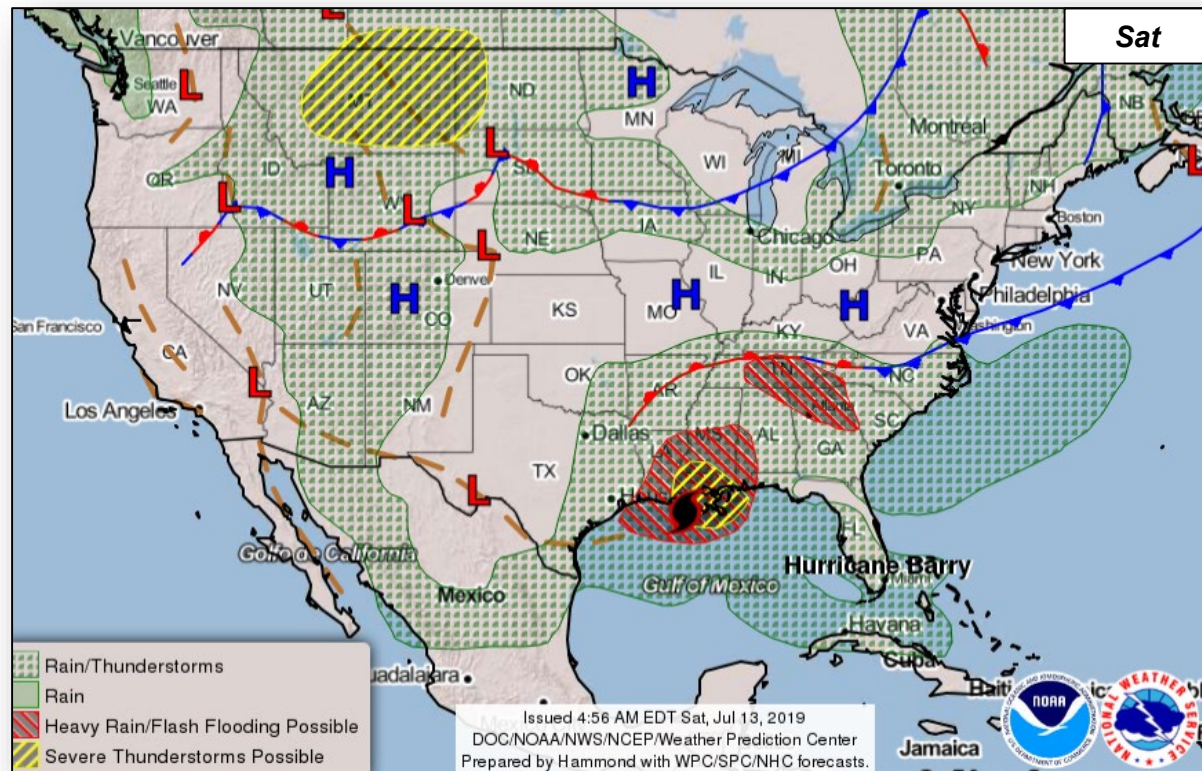 Sat
Vancouver
Seattle
WA
L
L
H
MT
ND
MN
Montréal
NB
OR
ID
H
L
WI
MI
Toronto
NH
L
L
L
L
NE
IA
Chicago
NY
Boston
NV
UT
Denver
CO
H
KS
MO
H
IL
IN
OH
H
PA
New York
Philadelphia
Washington
San Francisco
CA
KY
VA
L
OK
AR
TN
NC
Los Angeles
AZ
NM
Atlanta
SC
Dallas
MS
AL
GA
TX
L
FL
Golfo de California
Hurricane Barry
Gulf of Mexico
Miami
Mexico
Havana
Cuba
Rain/Thunderstorms
Rain
Heavy Rain/Flash Flooding Possible
Severe Thunderstorms Possible
Issued 4:56 AM EDT Sat, Jul 13, 2019
DOC/NOAA/NWS/NCEP/Weather Prediction Center
Prepared by Hammond with WPC/SPC/NHC forecasts.
Haiti
Jamaica
NOAA
NATIONAL WEATHER SERVICE